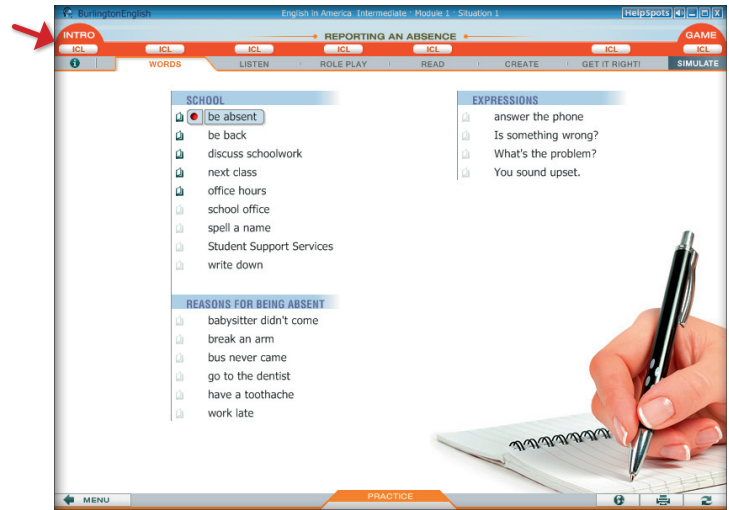 BurlingtonEnglish English in America Intermediate · Module 1 · Situation 1 HelpSpots X
INTRO REPORTING AN ABSENCE GAME
ICL ICL ICL ICL ICL ICL ICL
WORDS LISTEN ROLE PLAY READ CREATE GET IT RIGHT! SIMULATE
SCHOOL
be absent
be back
discuss schoolwork
next class
office hours
school office
spell a name
Student Support Services
write down
REASONS FOR BEING ABSENT
babysitter didn't come
break an arm
bus never came
go to the dentist
have a toothache
work late
EXPRESSIONS
answer the phone
Is something wrong?
What's the problem?
You sound upset.
MENU PRACTICE